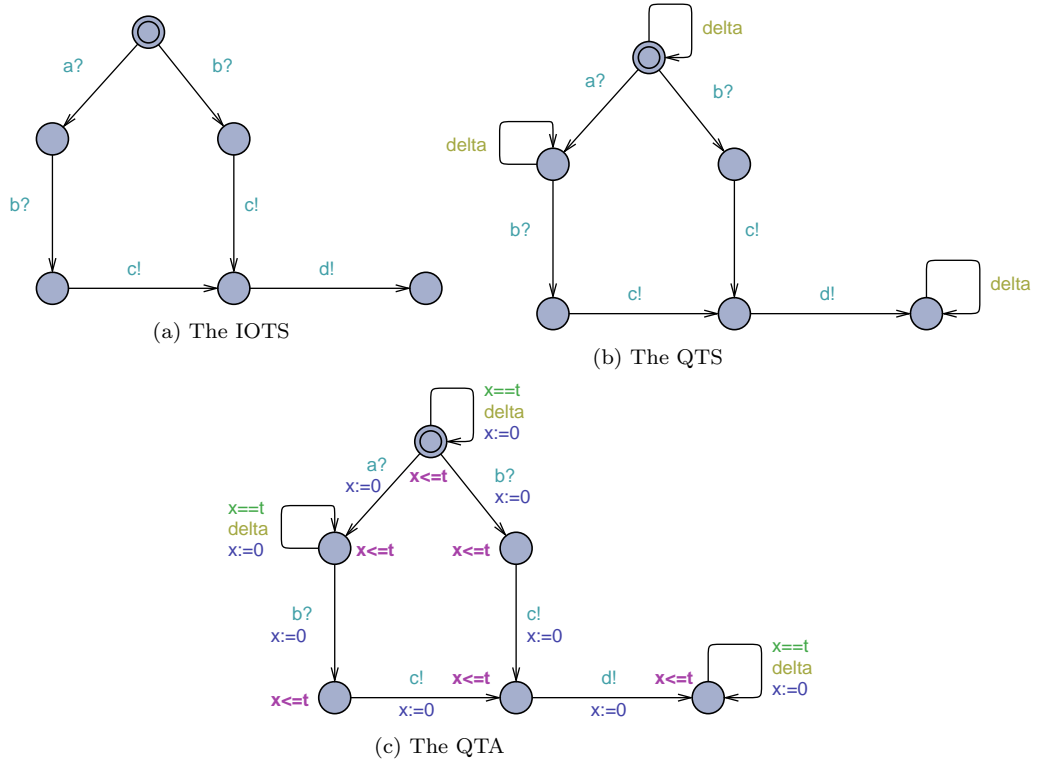 a?
b?
b?
c!
c!
d!
(a) The IOTS
delta
a?
b?
delta
b?
c!
c!
d!
delta
(b) The QTS
x==t
delta
x:=0
a?
x:=0
x<=t
b?
x:=0
x==t
delta
x:=0
x<=t
x<=t
b?
x:=0
c!
x:=0
x<=t
c!
x:=0
x<=t
d!
x:=0
x<=t
x==t
delta
x:=0
(c) The QTA